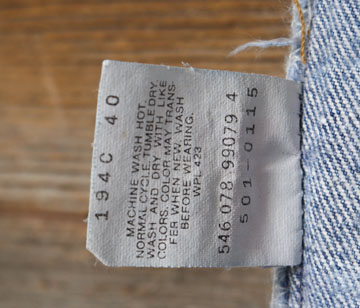 194C 40
MACHINE WASH HOT,
NORMAL CYCLE, TUMBLE DRY.
WASH AND DRY WITH LIKE
COLORS. COLOR MAY TRANS-
FER WHEN NEW. WASH
BEFORE WEARING.
WPL 423
546 078 99079 4
501-0115